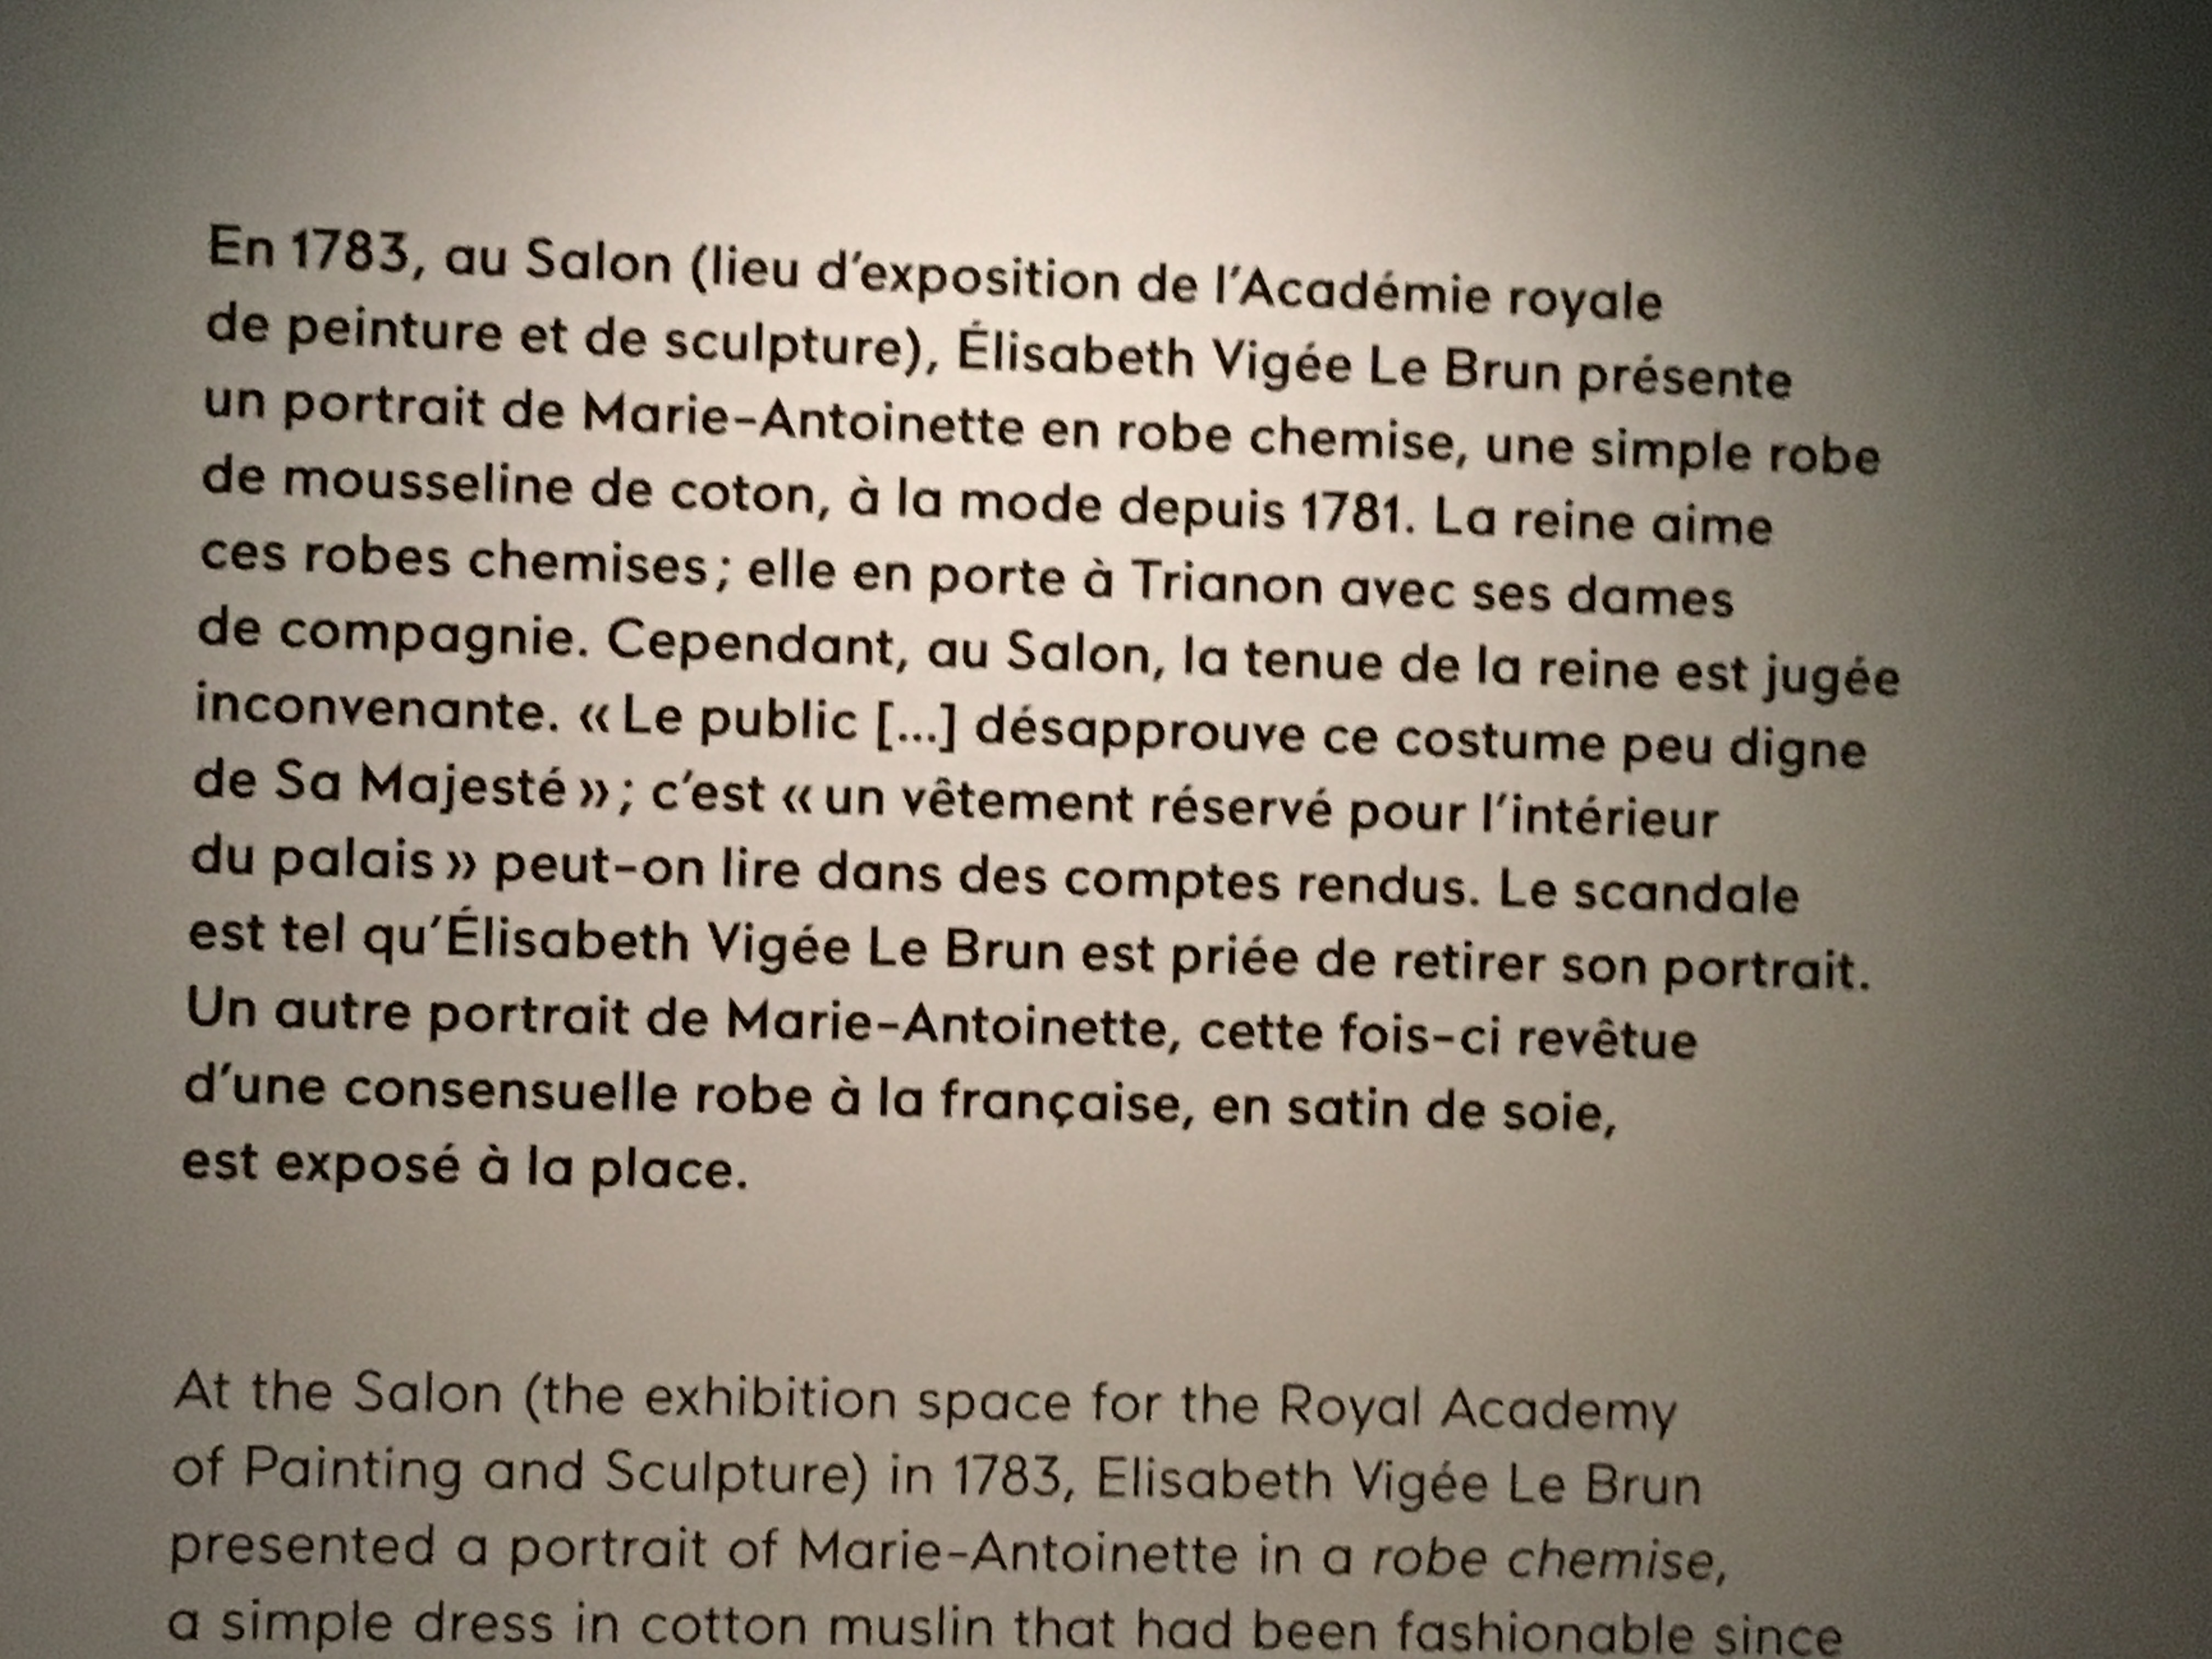 En 1783, au Salon (lieu d'exposition de l'Académie royale
de peinture et de sculpture), Élisabeth Vigée Le Brun présente
un portrait de Marie-Antoinette en robe chemise, une simple robe
de mousseline de coton, à la mode depuis 1781. La reine aime
ces robes chemises ; elle en porte à Trianon avec ses dames
de compagnie. Cependant, au Salon, la tenue de la reine est jugée
inconvenante. « Le public [...] désapprouve ce costume peu digne
de Sa Majesté » ; c'est « un vêtement réservé pour l'intérieur
du palais » peut-on lire dans des comptes rendus. Le scandale
est tel qu'Élisabeth Vigée Le Brun est priée de retirer son portrait.
Un autre portrait de Marie-Antoinette, cette fois-ci revêtue
d'une consensuelle robe à la française, en satin de soie,
est exposé à la place.
At the Salon (the exhibition space for the Royal Academy
of Painting and Sculpture) in 1783, Elisabeth Vigée Le Brun
presented a portrait of Marie-Antoinette in a robe chemise,
a simple dress in cotton muslin that had been fashionable since